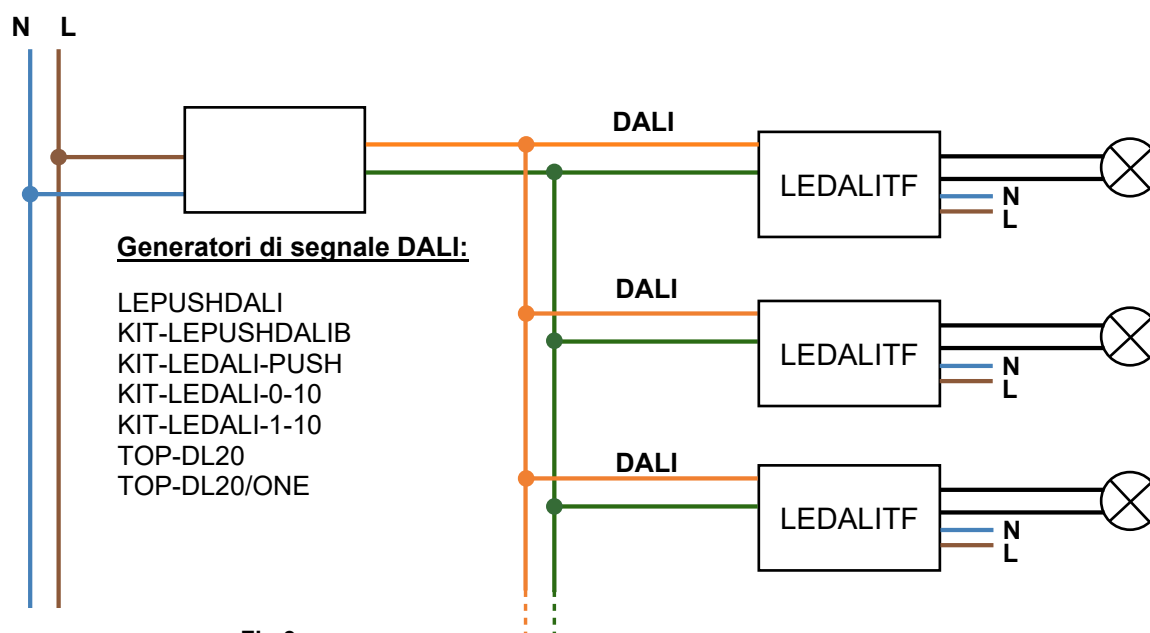 N L
DALI
LEDALITF
N
L
Generatori di segnale DALI:
LEPUSHDALI
KIT-LEPUSHDALIB
KIT-LEDALI-PUSH
KIT-LEDALI-0-10
KIT-LEDALI-1-10
TOP-DL20
TOP-DL20/ONE
DALI
LEDALITF
N
L
DALI
LEDALITF
N
L